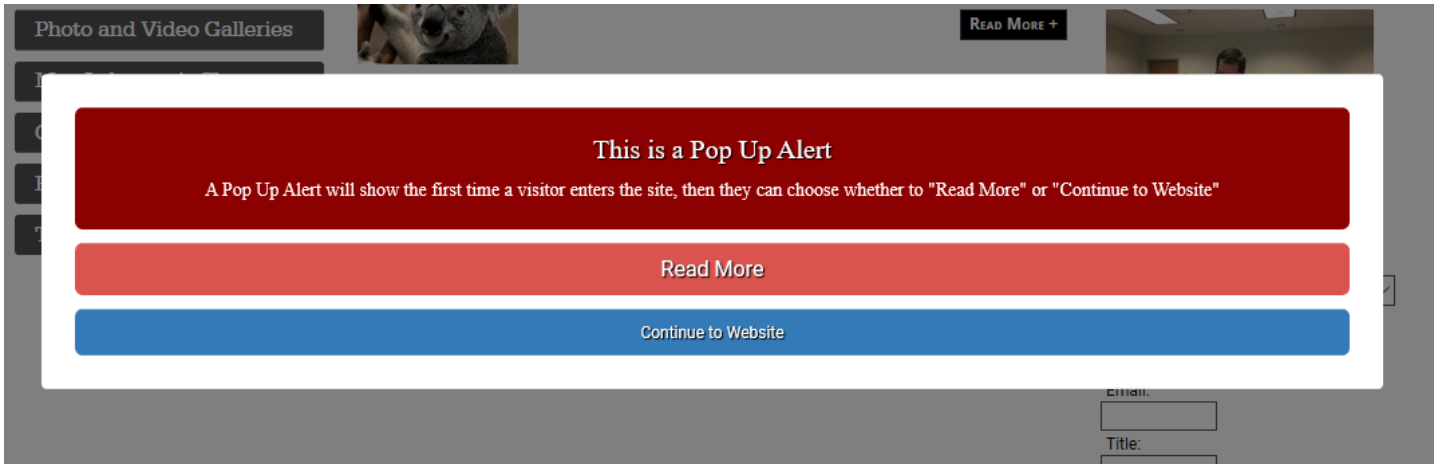 Photo and Video Galleries
READ MORE +
This is a Pop Up Alert
A Pop Up Alert will show the first time a visitor enters the site, then they can choose whether to "Read More" or "Continue to Website"
Read More
Continue to Website
Email:
Title: